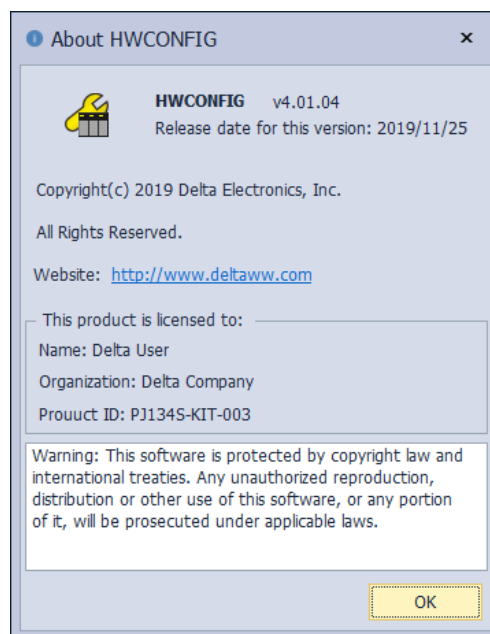 About HWCONFIG
HWCONFIG v4.01.04
Release date for this version: 2019/11/25
Copyright(c) 2019 Delta Electronics, Inc.
All Rights Reserved.
Website: http://www.deltaww.com
This product is licensed to:
Name: Delta User
Organization: Delta Company
Prouuct ID: PJ134S-KIT-003
Warning: This software is protected by copyright law and
international treaties. Any unauthorized reproduction,
distribution or other use of this software, or any portion
of it, will be prosecuted under applicable laws.
OK